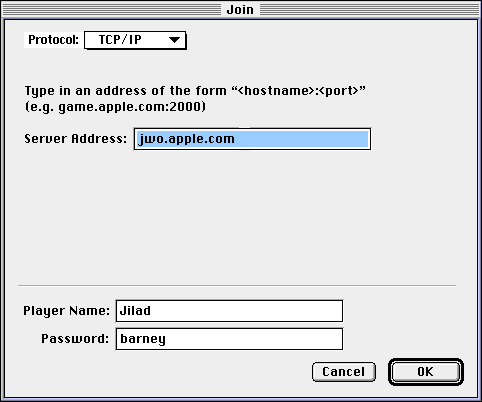 Join
Protocol: TCP/IP
Type in an address of the form “<hostname>:<port>”
(e.g. game.apple.com:2000)
Server Address: jwo.apple.com
Player Name: Jilad
Password: barney
Cancel OK